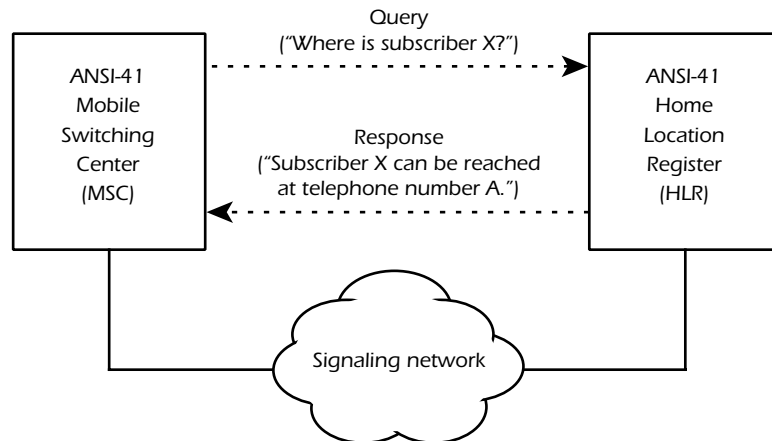 Query
(“Where is subscriber X?”)
ANSI-41
Mobile
Switching
Center
(MSC)
ANSI-41
Home
Location
Register
(HLR)
Response
(“Subscriber X can be reached
at telephone number A.”)
Signaling network